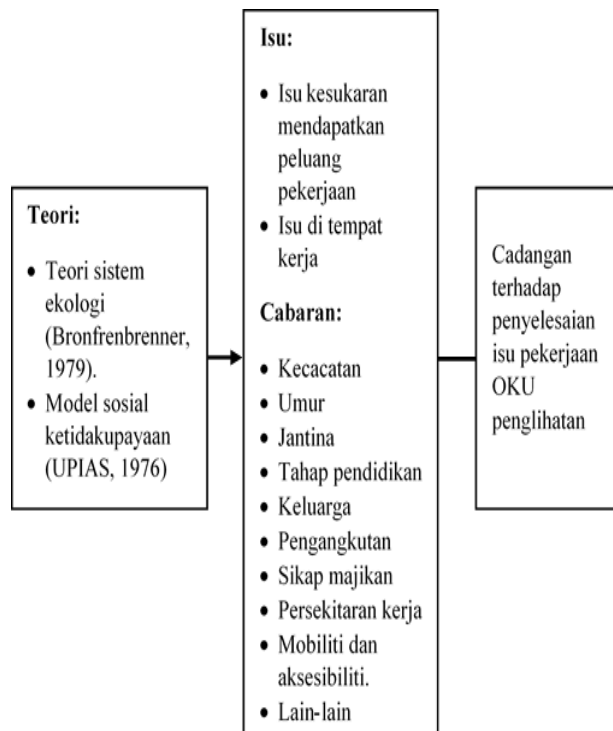 Teori:
• Teori sistem
ekologi
(Bronfrenbrenner,
1979).
• Model sosial
ketidakupayaan
(UPIAS, 1976)
Isu:
• Isu kesukaran
mendapatkan
peluang
pekerjaan
• Isu di tempat
kerja
Cabaran:
• Kecacatan
• Umur
• Jantina
• Tahap pendidikan
• Keluarga
• Pengangkutan
• Sikap majikan
• Persekitaran kerja
• Mobiliti dan
aksesibiliti.
• Lain-lain
Cadangan
terhadap
penyelesaian
isu pekerjaan
OKU
penglihatan